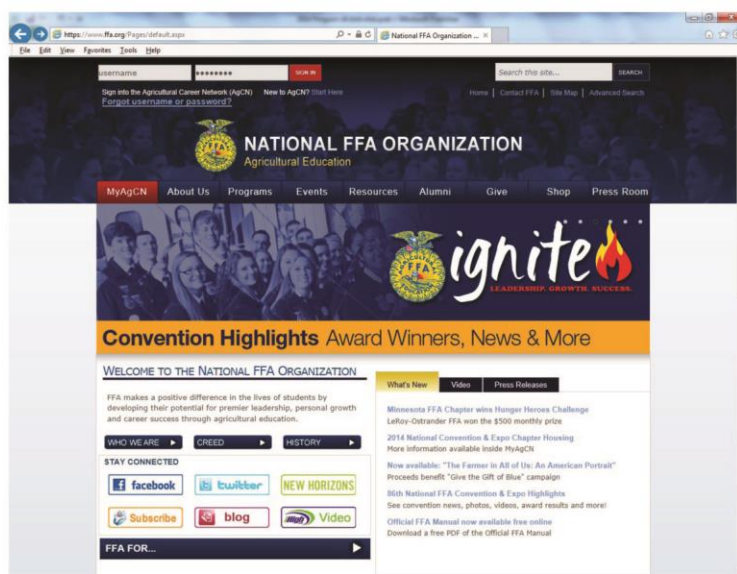 https://www.ffa.org/Pages/default.aspx
National FFA Organization ...
File Edit View Favorites Tools Help
username
SIGN IN
Search this site...
SEARCH
Sign into the Agricultural Career Network (AgCN) New to AgCN? Start Here
Home | Contact FFA | Site Map | Advanced Search
Forgot username or password?
NATIONAL FFA ORGANIZATION
Agricultural Education
MyAgCN About Us Programs Events Resources Alumni Give Shop Press Room
FFA
ignite
LEADERSHIP. GROWTH. SUCCESS.
Convention Highlights Award Winners, News & More
WELCOME TO THE NATIONAL FFA ORGANIZATION
FFA makes a positive difference in the lives of students by
developing their potential for premier leadership, personal growth
and career success through agricultural education.
WHO WE ARE CREED HISTORY
STAY CONNECTED
facebook twitter NEW HORIZONS
Subscribe blog iHigh Video
FFA FOR...
What's New Video Press Releases
Minnesota FFA Chapter wins Hunger Heroes Challenge
LeRoy-Ostrander FFA won the $500 monthly prize
2014 National Convention & Expo Chapter Housing
More information available inside MyAgCN
Now available: "The Farmer in All of Us: An American Portrait"
Proceeds benefit "Give the Gift of Blue" campaign
86th National FFA Convention & Expo Highlights
See convention news, photos, videos, award results and more!
Official FFA Manual now available free online
Download a free PDF of the Official FFA Manual